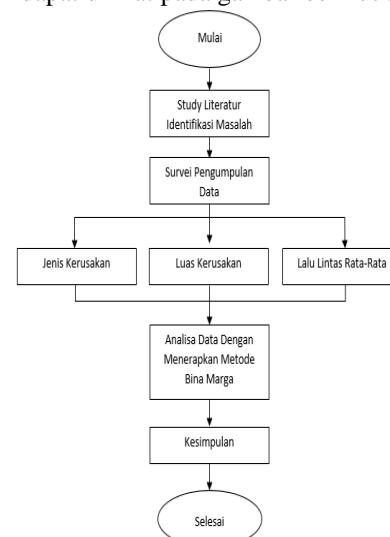 Mulai
Study Literatur
Identifikasi Masalah
Survei Pengumpulan
Data
Jenis Kerusakan
Luas Kerusakan
Lalu Lintas Rata-Rata
Analisa Data Dengan
Menerapkan Metode
Bina Marga
Kesimpulan
Selesai